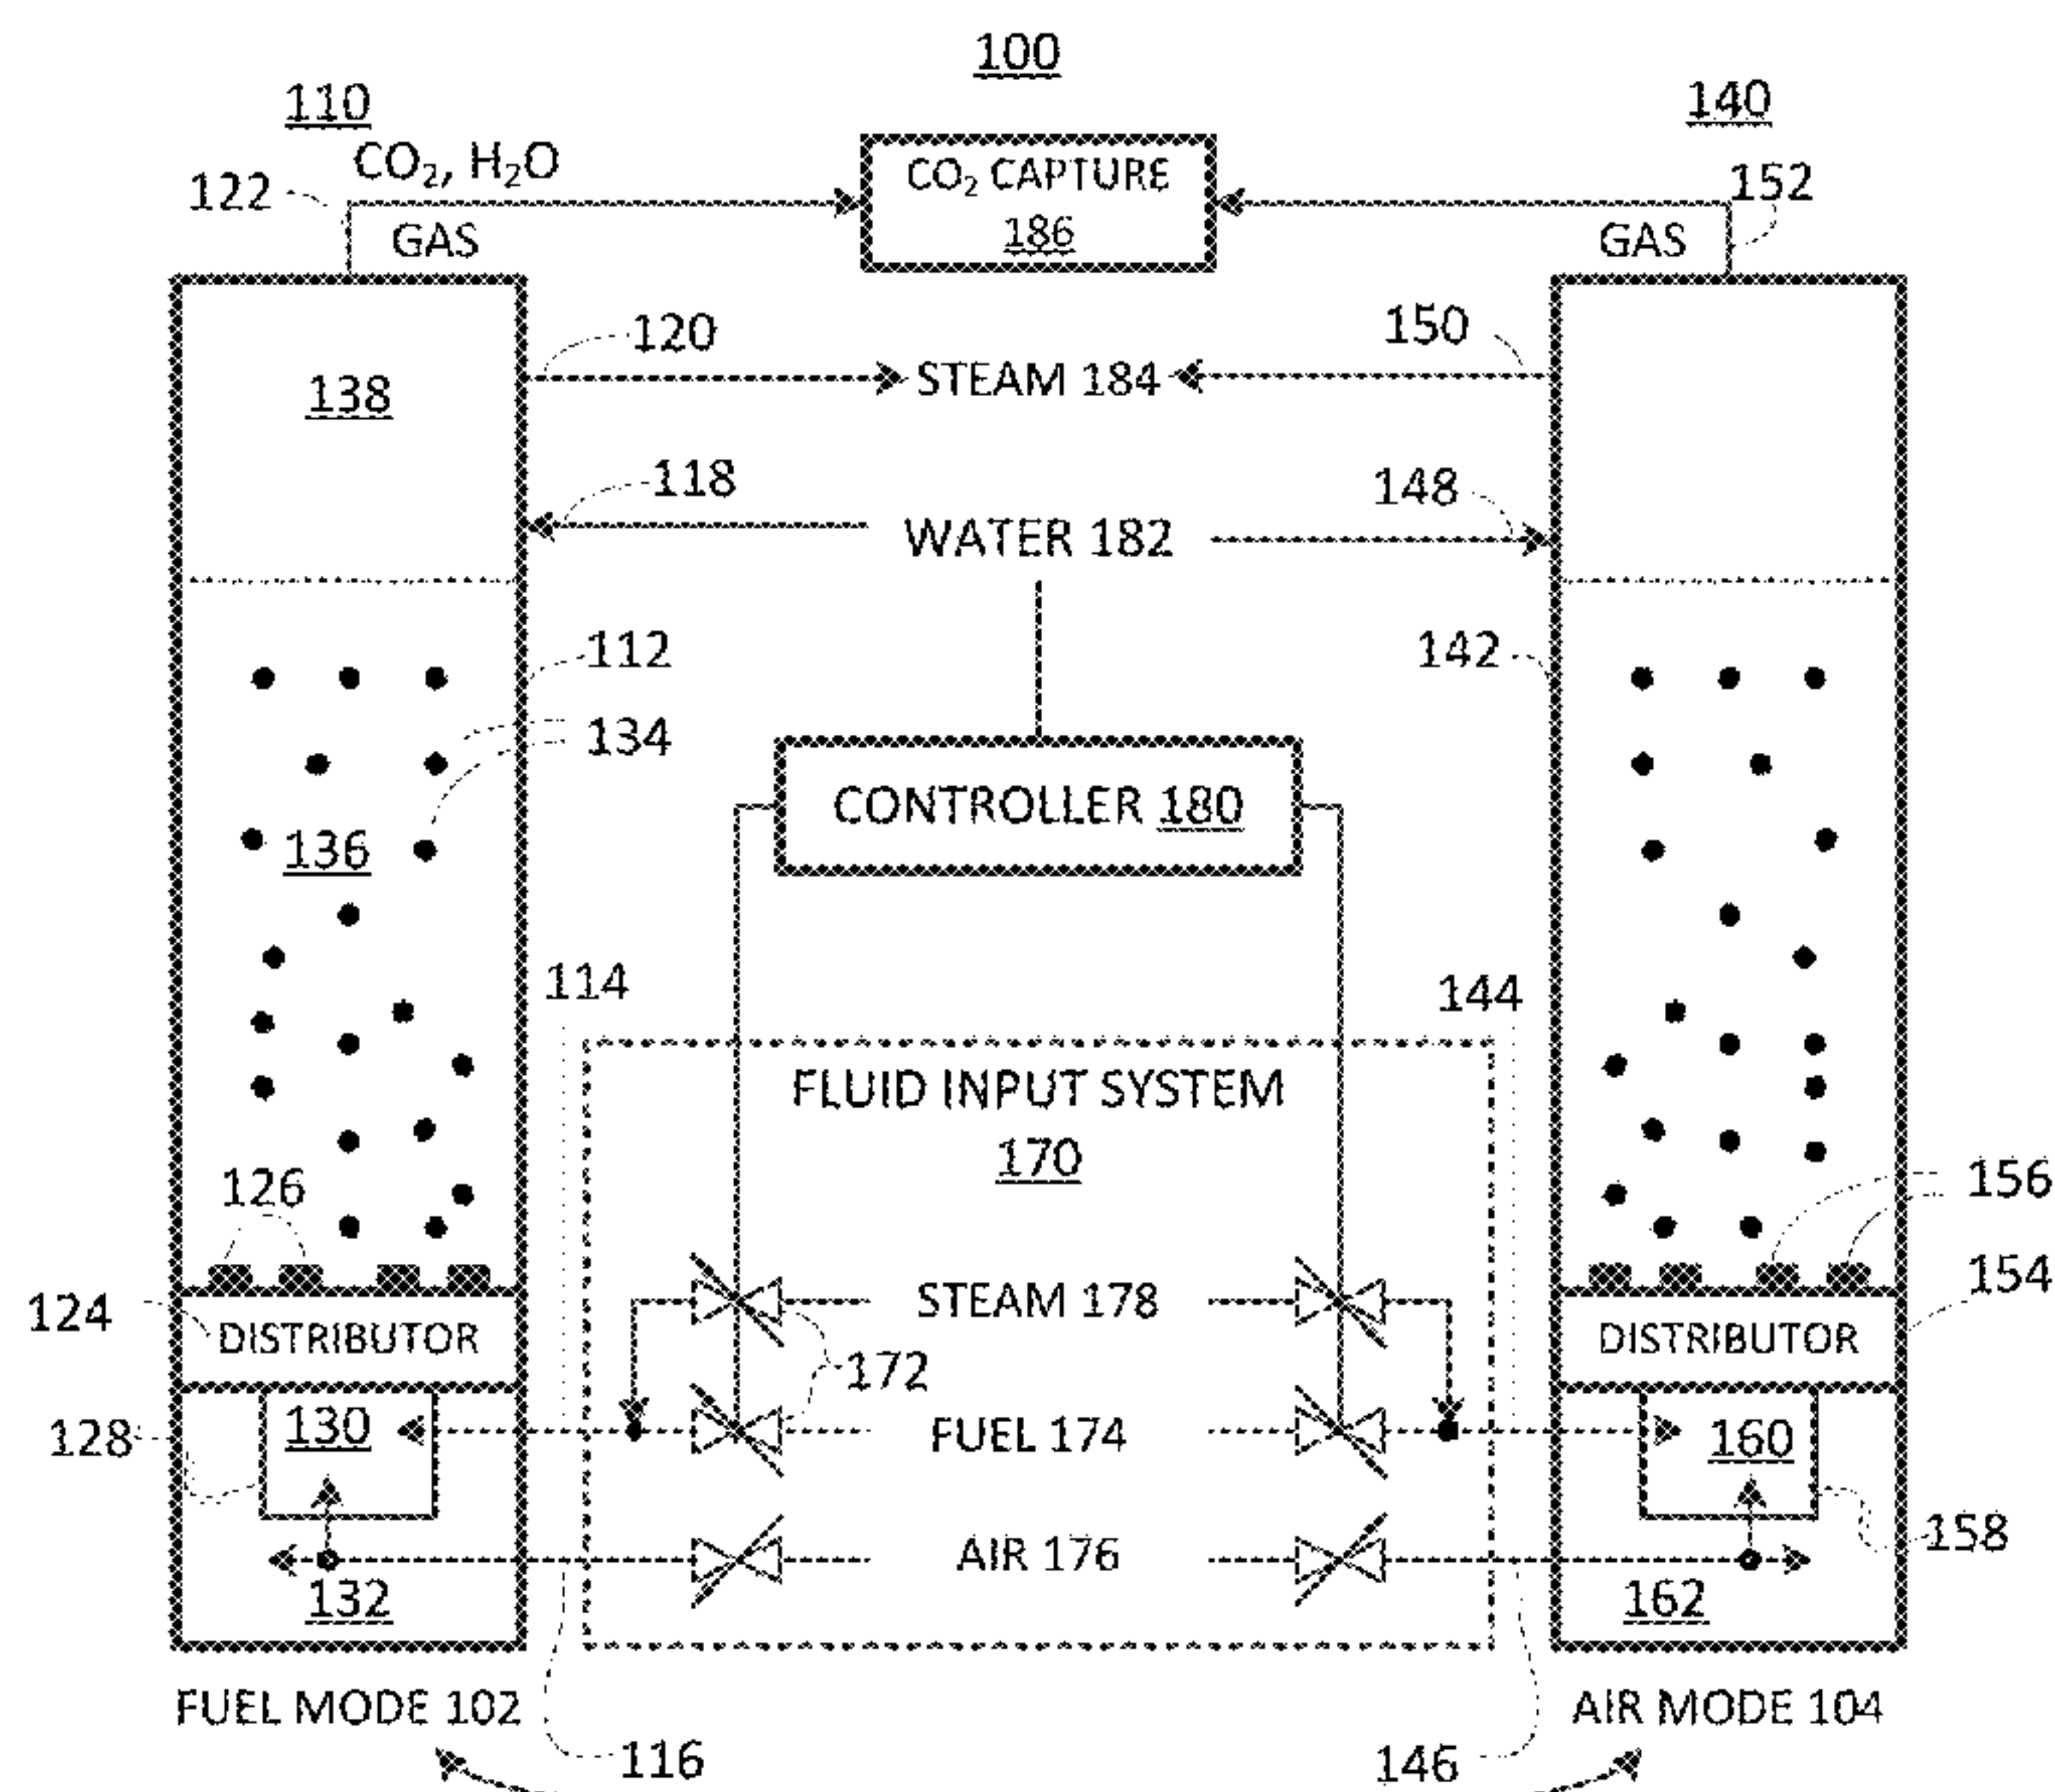 100
110
140
CO₂, H₂O
122
GAS
CO₂ CAPTURE
186
152
GAS
120
STEAM 184
150
138
118
WATER 182
148
112
142
134
CONTROLLER 180
136
114
144
FLUID INPUT SYSTEM
170
126
156
STEAM 178
154
124
DISTRIBUTOR
DISTRIBUTOR
172
130
FUEL 174
160
128
158
AIR 176
132
162
FUEL MODE 102
AIR MODE 104
116
146